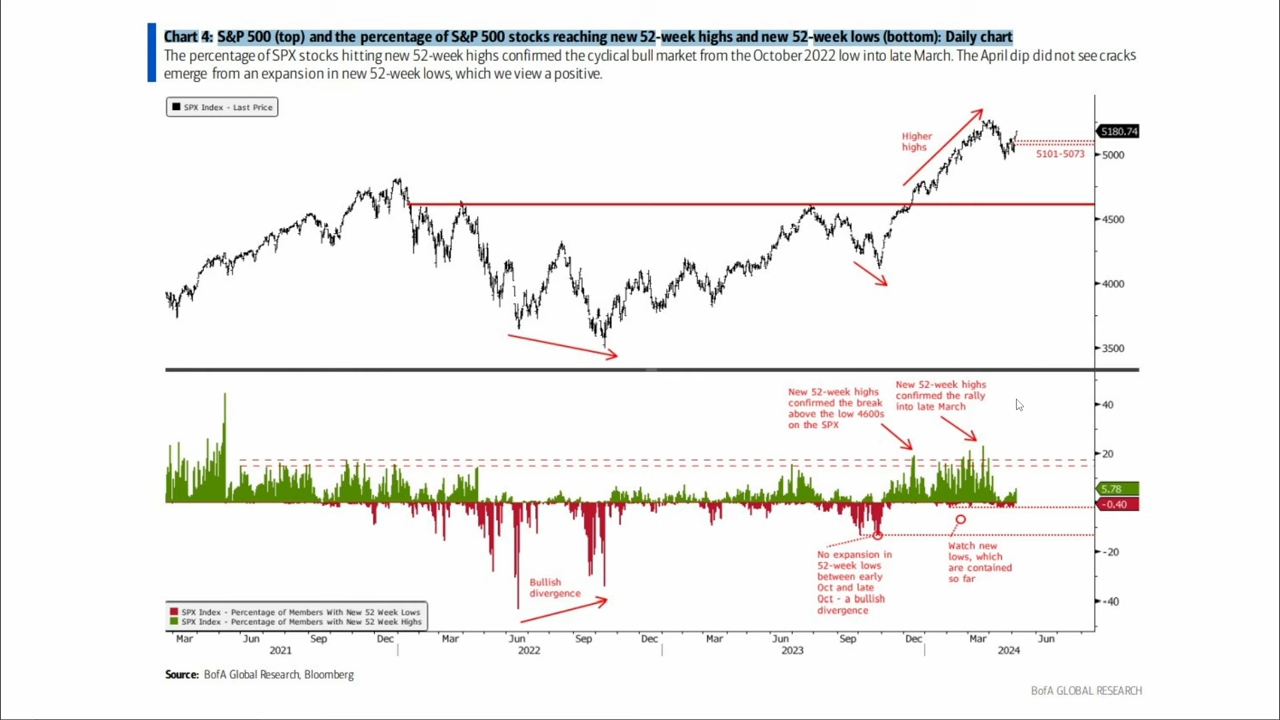 Chart 4: S&P 500 (top) and the percentage of S&P 500 stocks reaching new 52-week highs and new 52-week lows (bottom): Daily chart
The percentage of SPX stocks hitting new 52-week highs confirmed the cyclical bull market from the October 2022 low into late March. The April dip did not see cracks
emerge from an expansion in new 52-week lows, which we view a positive.
SPX Index - Last Price
Higher
highs
5180.74
5101-5073
5000
4500
4000
3500
New 52-week highs
confirmed the break
above the low 4600s
on the SPX
New 52-week highs
confirmed the rally
into late March
40
20
5.78
-0.40
-20
-40
Bullish
divergence
No expansion in
52-week lows
between early
Oct and late
Oct - a bullish
divergence
Watch new
lows, which
are contained
so far
SPX Index - Percentage of Members With New 52 Week Lows
SPX Index - Percentage of Members with New 52 Week Highs
Mar Jun Sep Dec Mar Jun Sep Dec Mar Jun Sep Dec Mar Jun
2021 2022 2023 2024
Source: BofA Global Research, Bloomberg
BofA GLOBAL RESEARCH